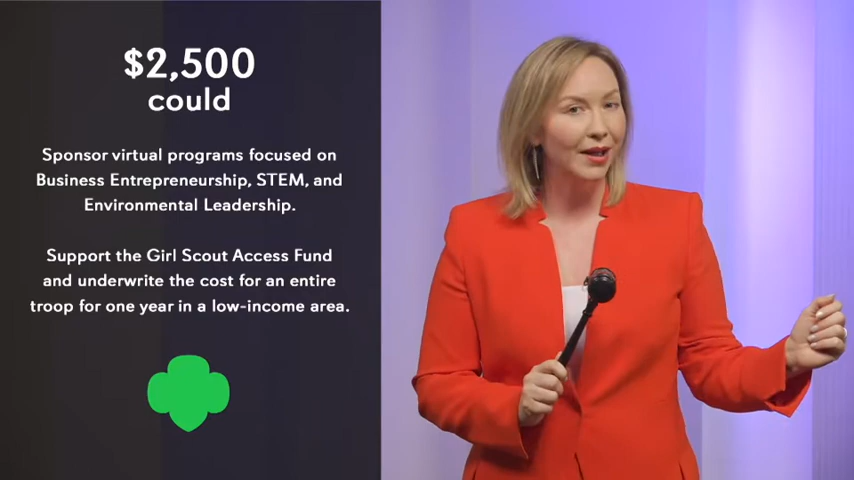 $2,500
could
Sponsor virtual programs focused on
Business Entrepreneurship, STEM, and
Environmental Leadership.
Support the Girl Scout Access Fund
and underwrite the cost for an entire
troop for one year in a low-income area.